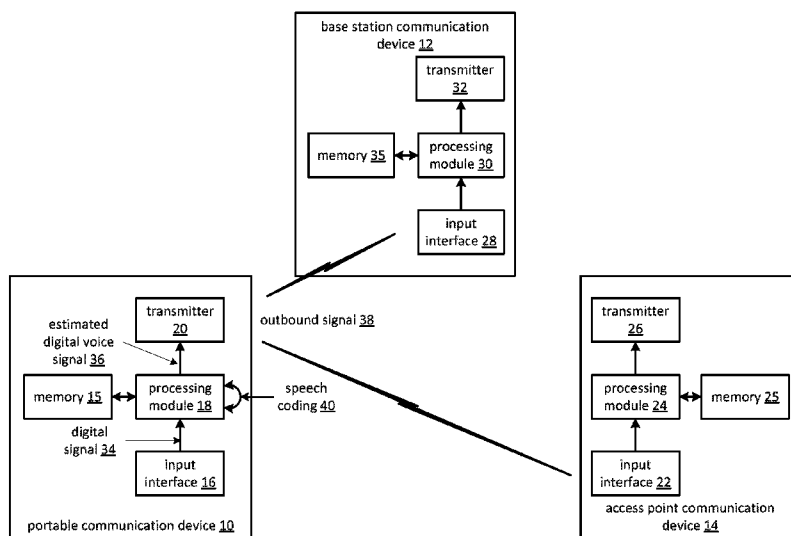 base station communication
device 12
transmitter
32
memory 35
processing
module 30
input
interface 28
outbound signal 38
transmitter
20
estimated
digital voice
signal 36
memory 15
processing
module 18
speech
coding 40
digital
signal 34
input
interface 16
portable communication device 10
transmitter
26
processing
module 24
memory 25
input
interface 22
access point communication
device 14